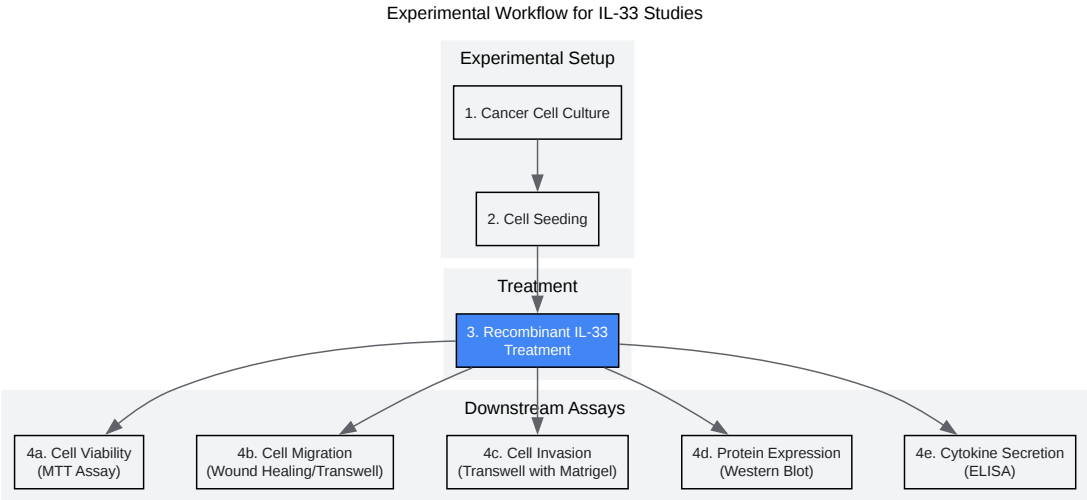 Experimental Workflow for IL-33 Studies
Experimental Setup
1. Cancer Cell Culture
2. Cell Seeding
Treatment
3. Recombinant IL-33
Treatment
Downstream Assays
4a. Cell Viability
(MTT Assay)
4b. Cell Migration
(Wound Healing/Transwell)
4c. Cell Invasion
(Transwell with Matrigel)
4d. Protein Expression
(Western Blot)
4e. Cytokine Secretion
(ELISA)